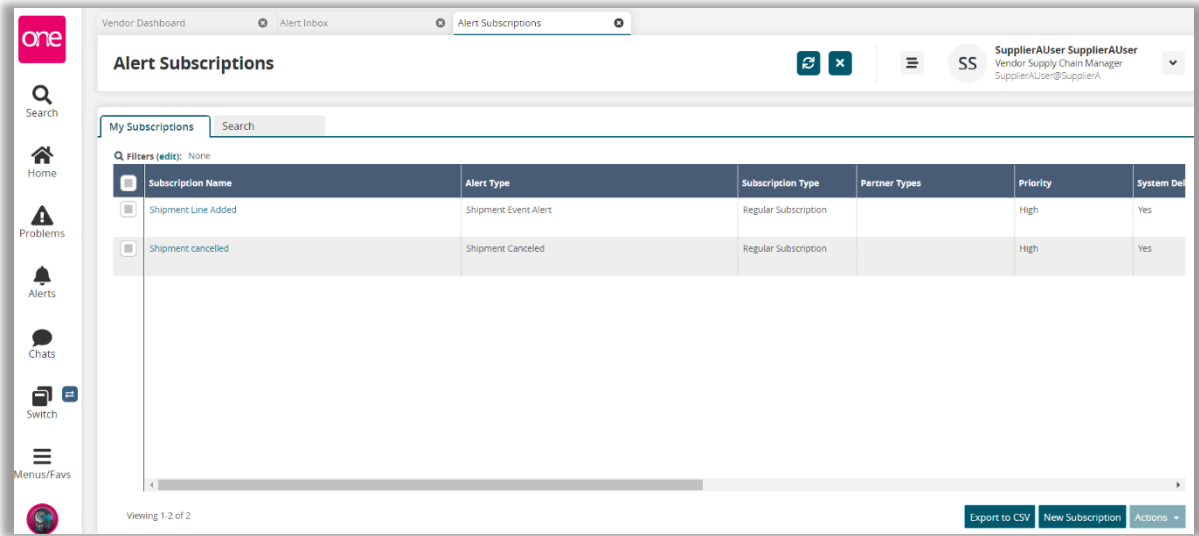 one
Vendor Dashboard
Alert Inbox
Alert Subscriptions
Alert Subscriptions
SS
SupplierAUser SupplierAUser
Vendor Supply Chain Manager
SupplierAUser@SupplierA
Search
Home
Problems
Alerts
Chats
Switch
Menus/Favs
My Subscriptions
Search
Filters (edit): None
Subscription Name Alert Type Subscription Type Partner Types Priority System Del
Shipment Line Added Shipment Event Alert Regular Subscription High Yes
Shipment cancelled Shipment Canceled Regular Subscription High Yes
Viewing 1-2 of 2
Export to CSV New Subscription Actions